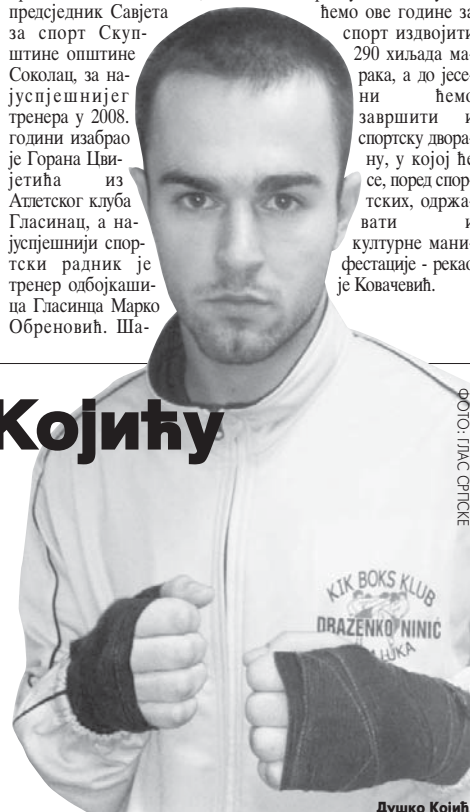 предсједник Савјета
за спорт Скуп-
штине општине
Соколац, за на-
јуспјешнијег
тренера у 2008.
години изабрао
је Горана Цви-
јетића из
Атлетског клуба
Гласинац, а на-
јуспјешнији спор-
тски радник је
тренер одбојкаши-
ца Гласинца Марко
Обреновић. Ша-
ћемо ове године за
спорт издвојити
290 хиљада ма-
рака, а до јесе-
ни ћемо
завршити и
спортску двора-
ну, у којој ће
се, поред спор-
тских, одржа-
вати и
културне мани-
фестације - рекао
је Ковачевић.
Којићу
ФОТО: ГЛАС СРПСКЕ
KIK BOKS KLUB
DRAZENKO NINIĆ
Душко Којић